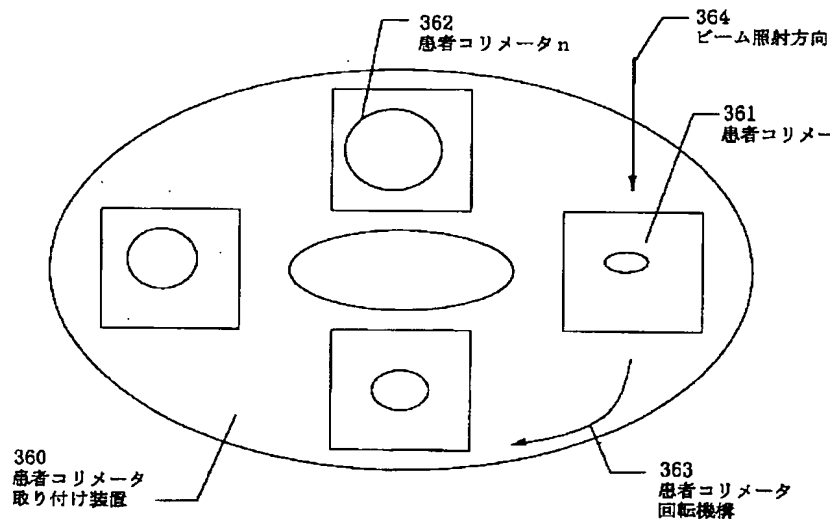 362
患者コリメータn
364
ビーム照射方向
361
患者コリメー
360
患者コリメータ
取り付け装置
363
患者コリメータ
回転機構